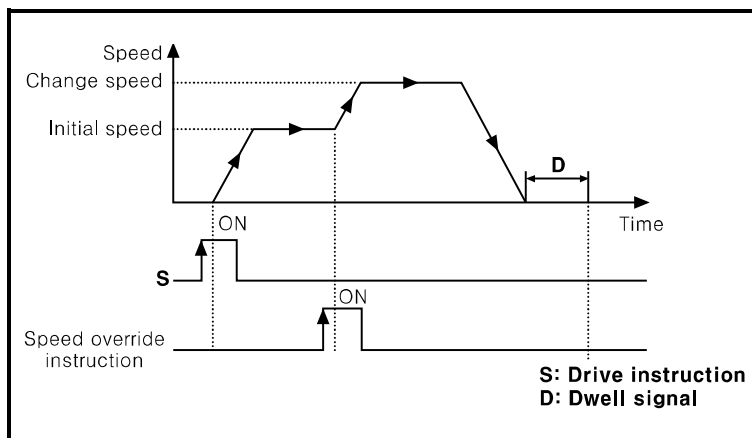 Speed
Change speed
Initial speed
D
Time
ON
S
ON
Speed override
instruction
S: Drive instruction
D: Dwell signal